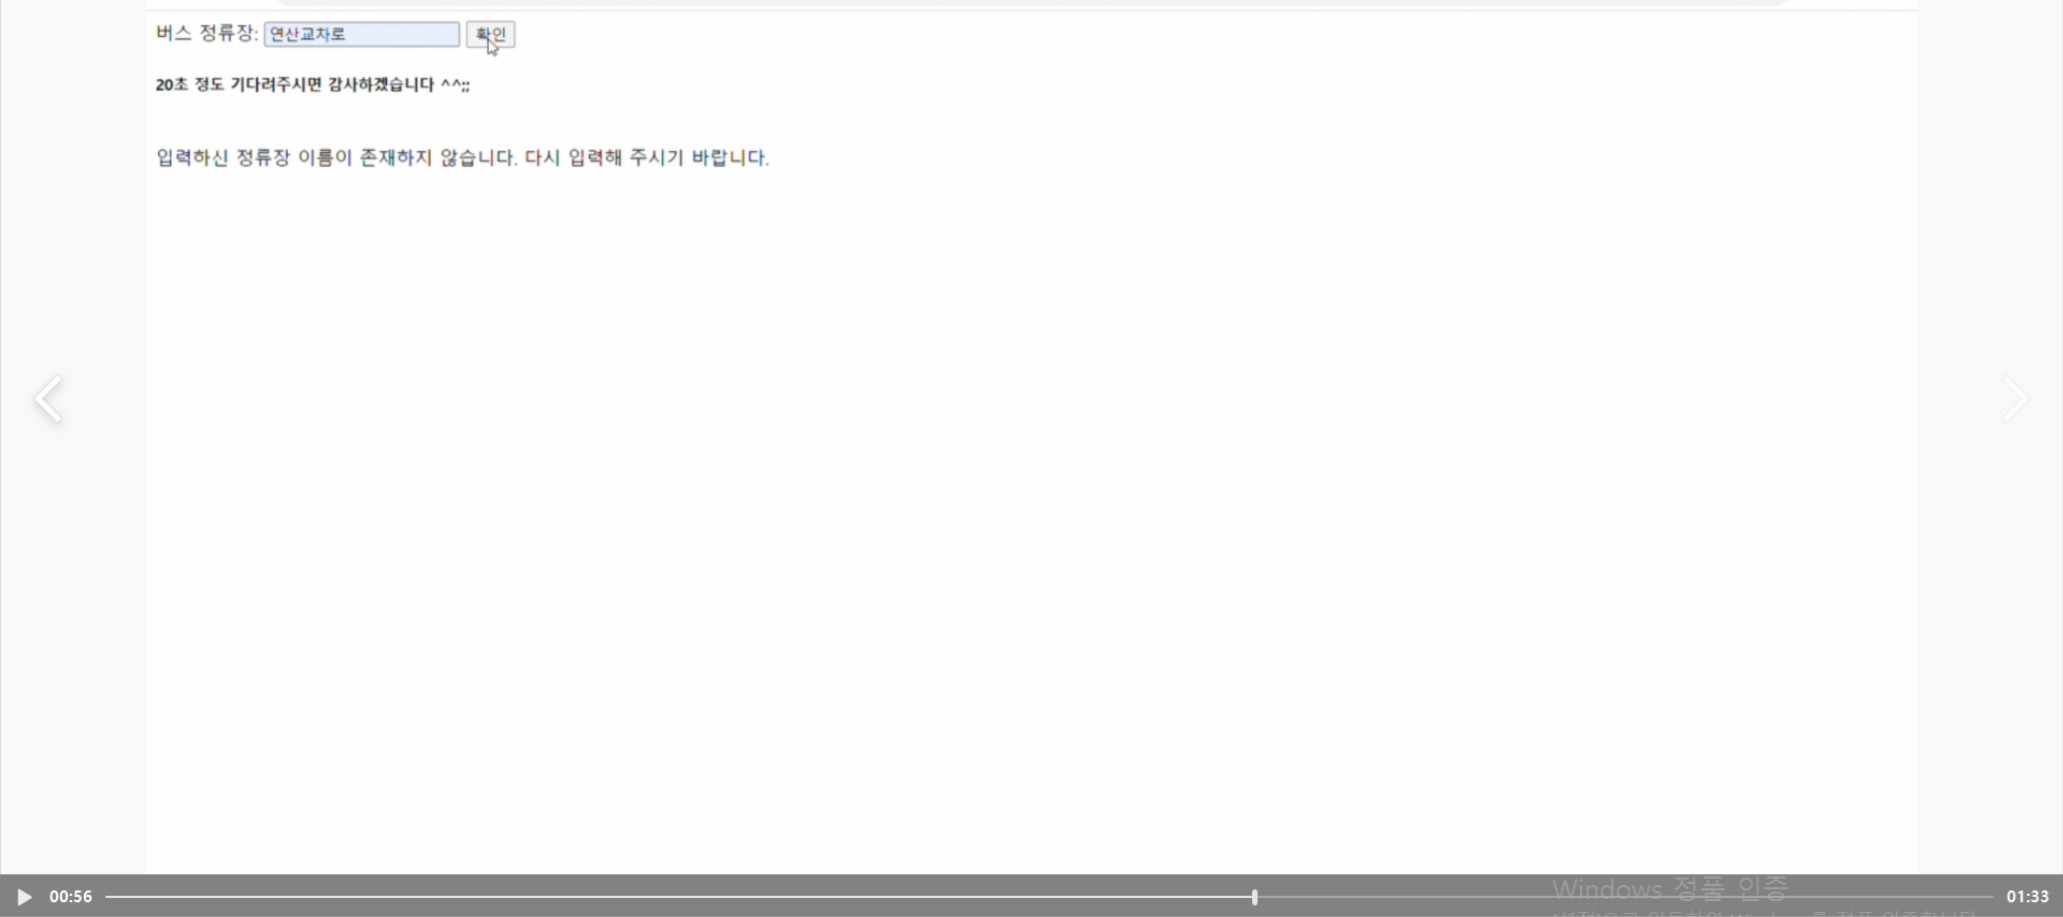 버스 정류장: 연산교차로 확인
20초 정도 기다려주시면 감사하겠습니다 ^^;;
입력하신 정류장 이름이 존재하지 않습니다. 다시 입력해 주시기 바랍니다.
Windows 정품 인증
00:56 01:33